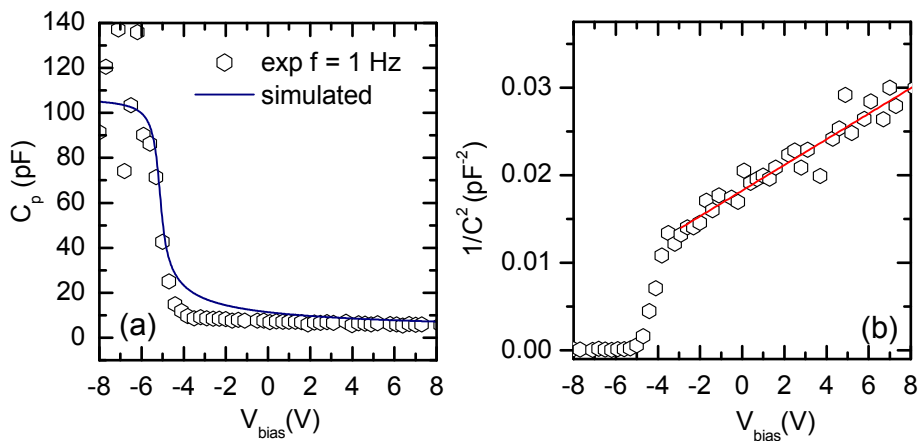 140
120
100
80
60
40
20
0
C_p (pF)
exp f = 1 Hz
simulated
(a)
-8 -6 -4 -2 0 2 4 6 8
V_bias(V)
0.03
0.02
0.01
0.00
1/C² (pF⁻²)
(b)
-8 -6 -4 -2 0 2 4 6 8
V_bias(V)